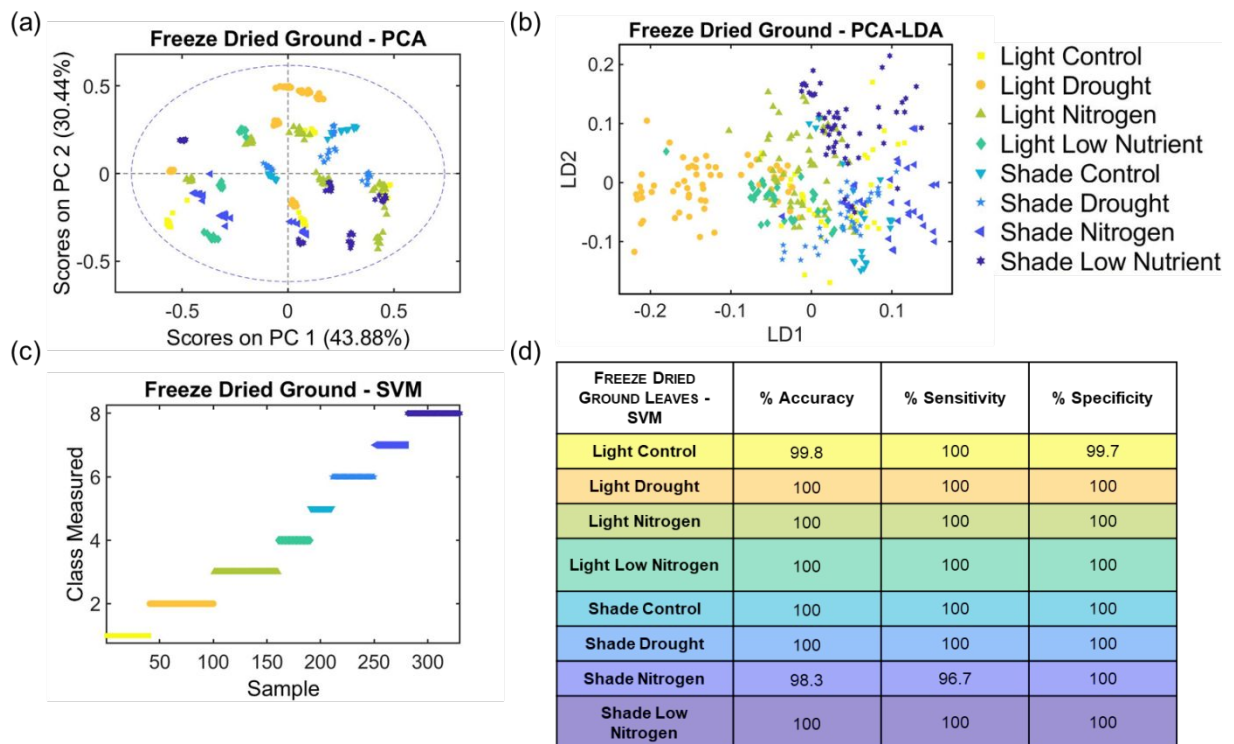 (a)
Freeze Dried Ground - PCA
Scores on PC 2 (30.44%)
0.5
0
-0.5
-0.5
0
0.5
Scores on PC 1 (43.88%)
(b)
Freeze Dried Ground - PCA-LDA
LD2
0.2
0.1
0
-0.1
-0.2
-0.1
0
0.1
LD1
Light Control
Light Drought
Light Nitrogen
Light Low Nutrient
Shade Control
Shade Drought
Shade Nitrogen
Shade Low Nutrient
(c)
Freeze Dried Ground - SVM
Class Measured
8
6
4
2
50
100
150
200
250
300
Sample
(d)
FREEZE DRIED
GROUND LEAVES -
SVM
% Accuracy
% Sensitivity
% Specificity
Light Control
99.8
100
99.7
Light Drought
100
100
100
Light Nitrogen
100
100
100
Light Low Nitrogen
100
100
100
Shade Control
100
100
100
Shade Drought
100
100
100
Shade Nitrogen
98.3
96.7
100
Shade Low
Nitrogen
100
100
100